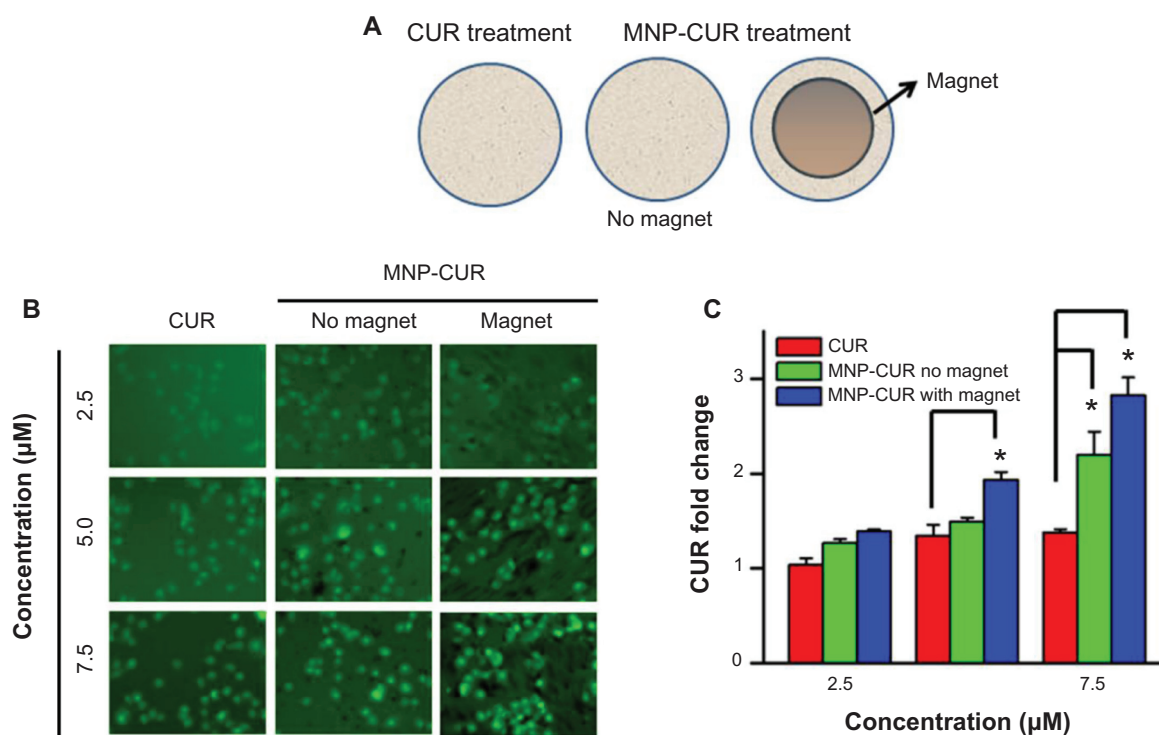 A
CUR treatment
MNP-CUR treatment
Magnet
No magnet
B
MNP-CUR
CUR
No magnet
Magnet
Concentration (µM)
2.5
5.0
7.5
C
CUR
MNP-CUR no magnet
MNP-CUR with magnet
CUR fold change
3
2
1
0
*
*
*
2.5
7.5
Concentration (µM)